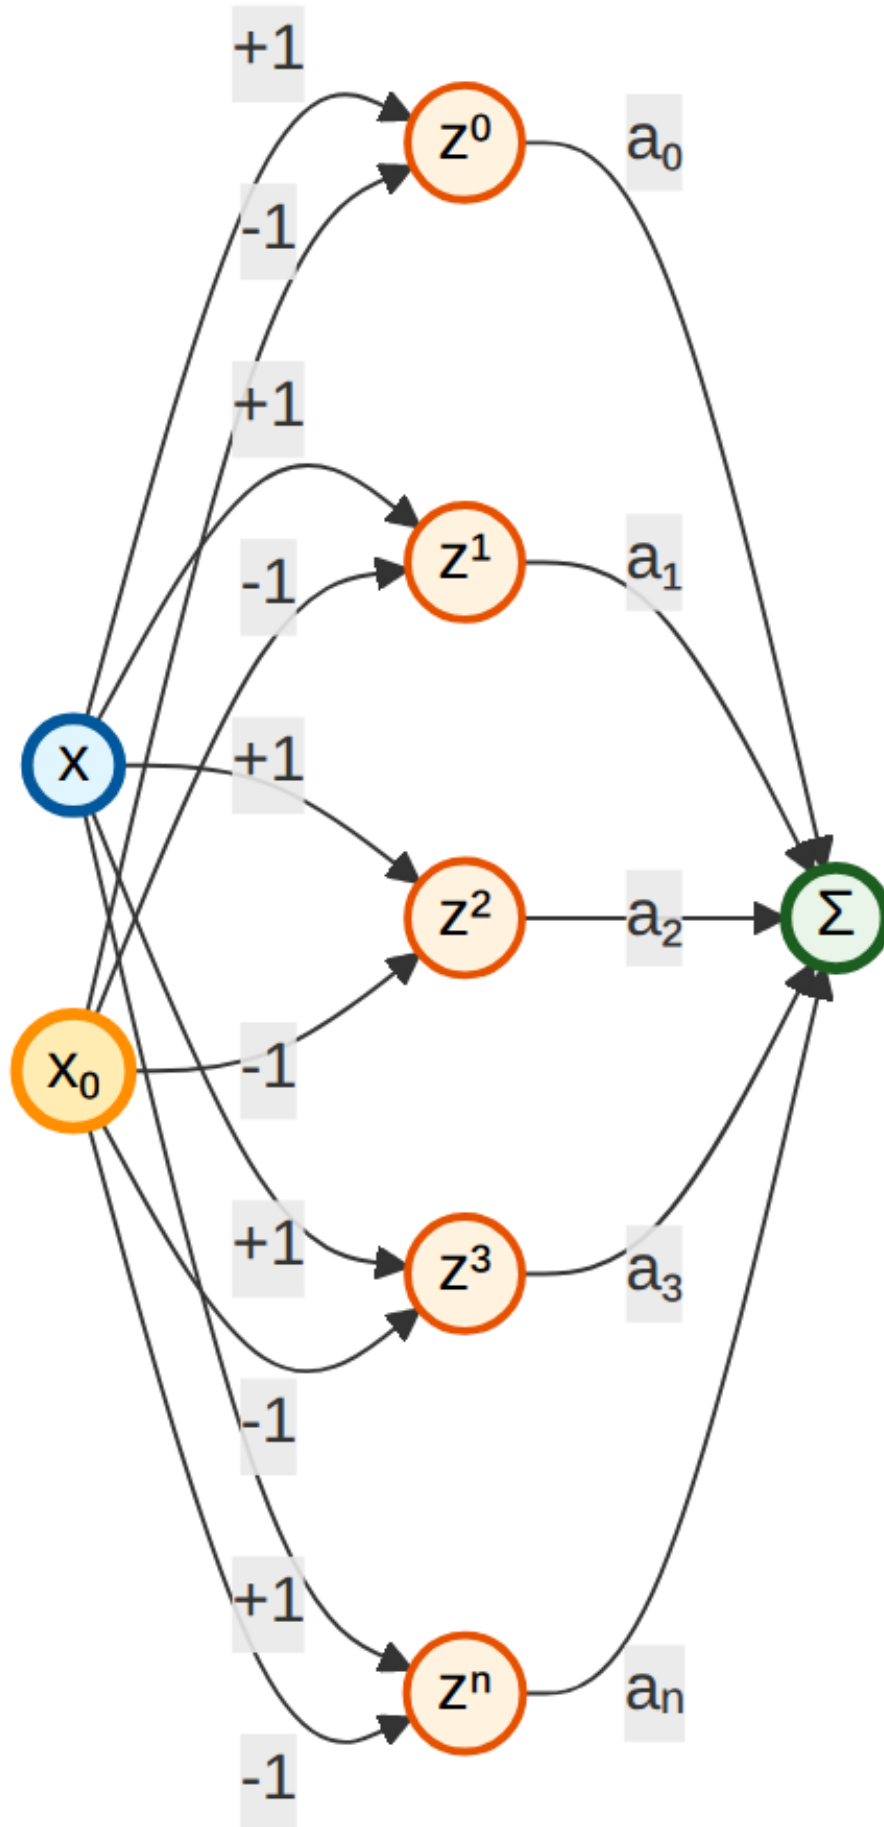 +1
z⁰
a₀
-1
+1
z¹
a₁
-1
x
+1
z²
a₂
Σ
x₀
-1
+1
z³
a₃
-1
+1
zⁿ
aₙ
-1